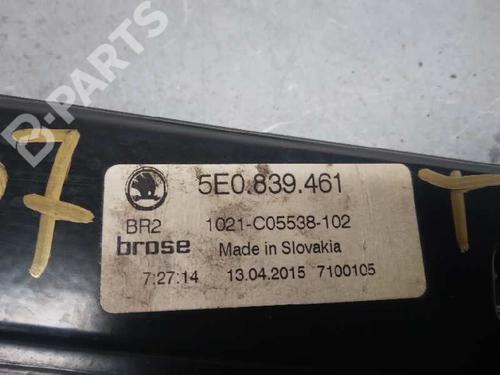 B-PARTS
57
5E0.839.461
BR2
1021-C05538-102
brose
Made in Slovakia
7:27:14 13.04.2015 7100105